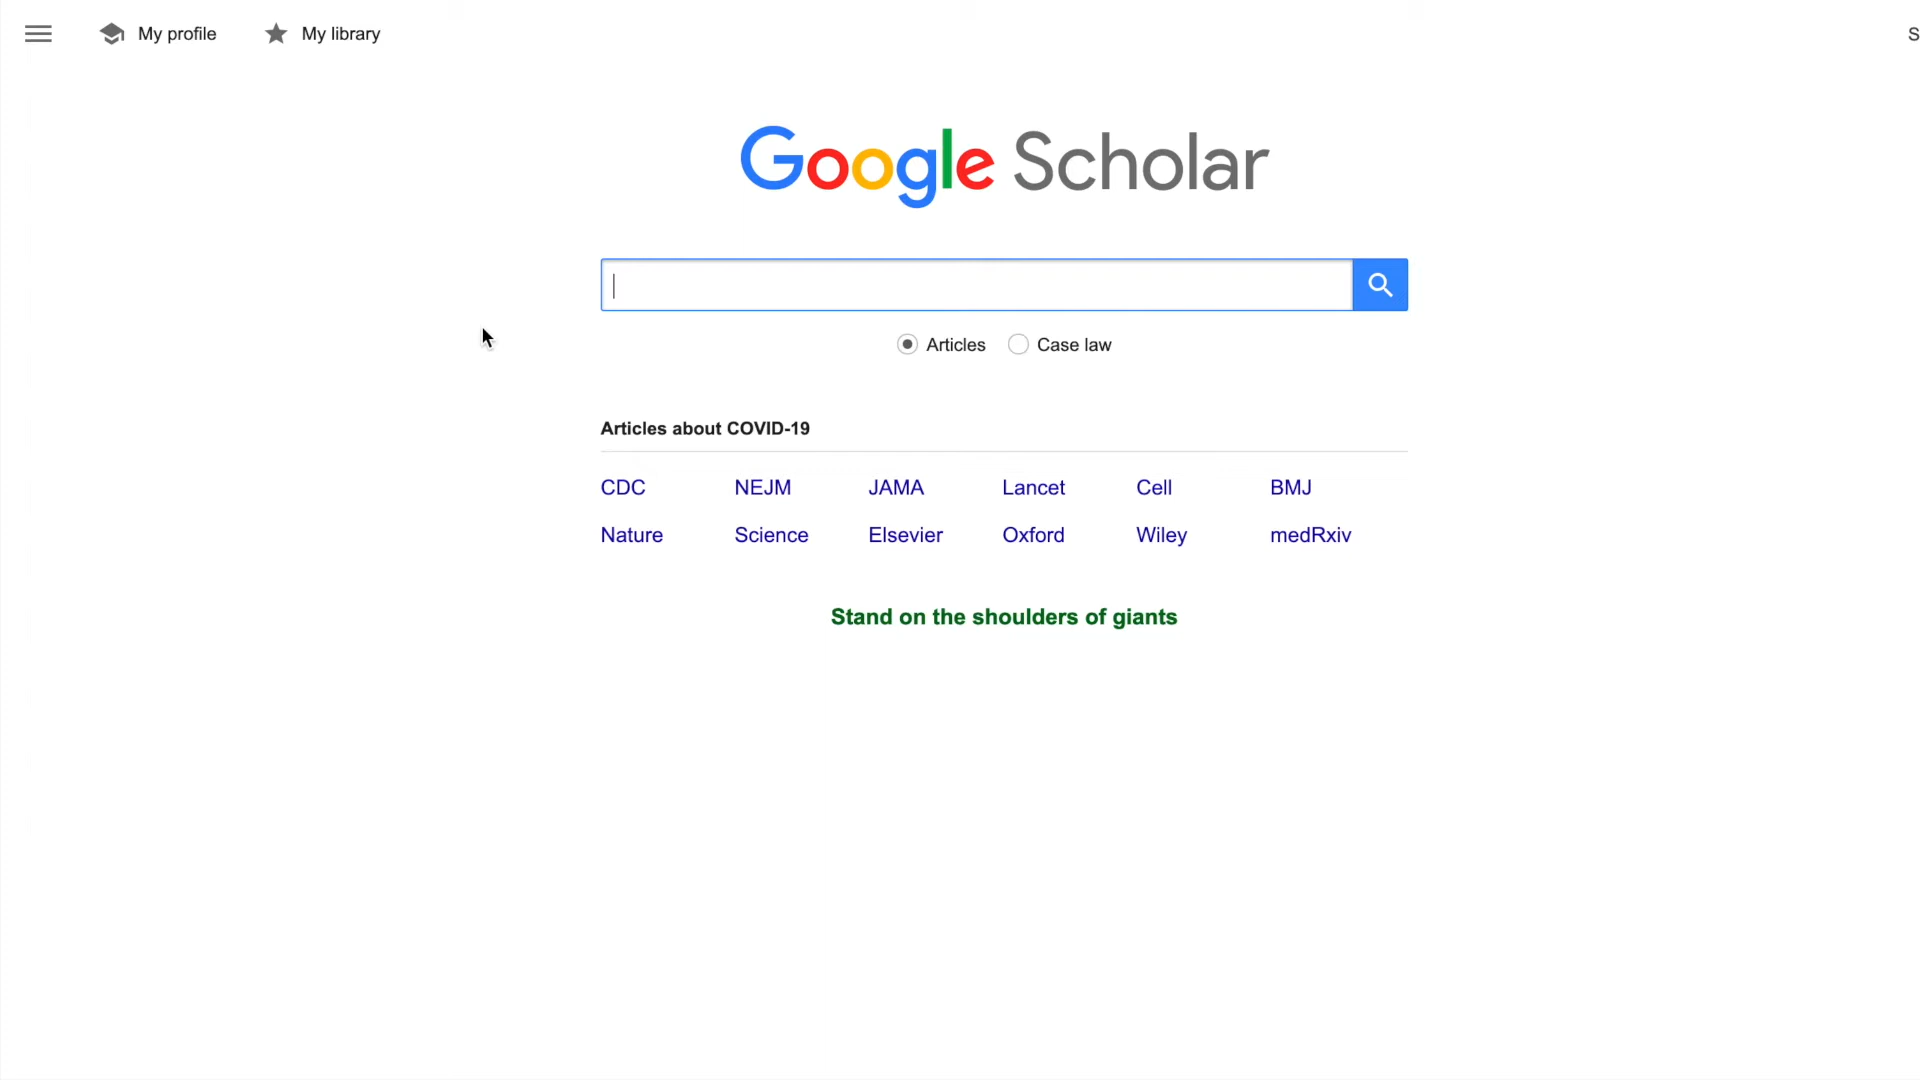 My profile My library S
Google Scholar
Articles Case law
Articles about COVID-19
CDC NEJM JAMA Lancet Cell BMJ
Nature Science Elsevier Oxford Wiley medRxiv
Stand on the shoulders of giants